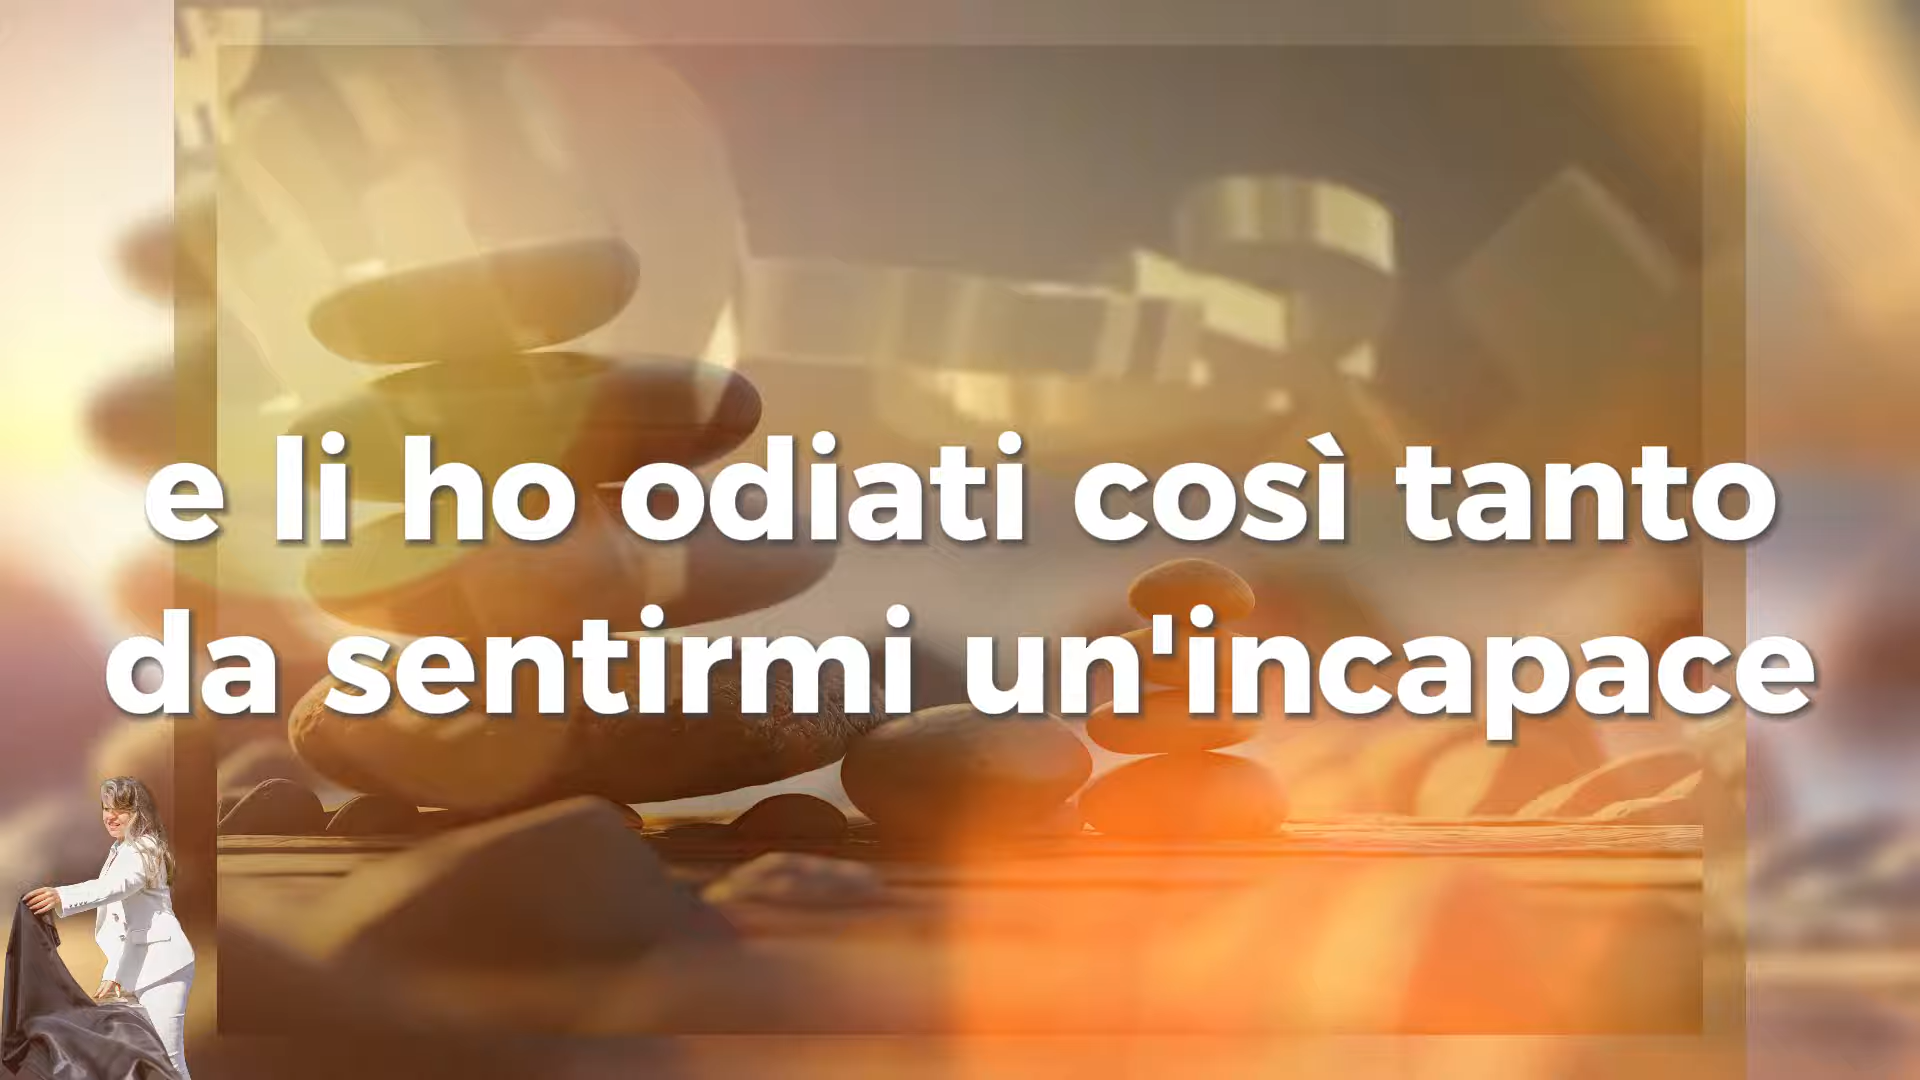 e li ho odiati così tanto
da sentirmi un'incapace